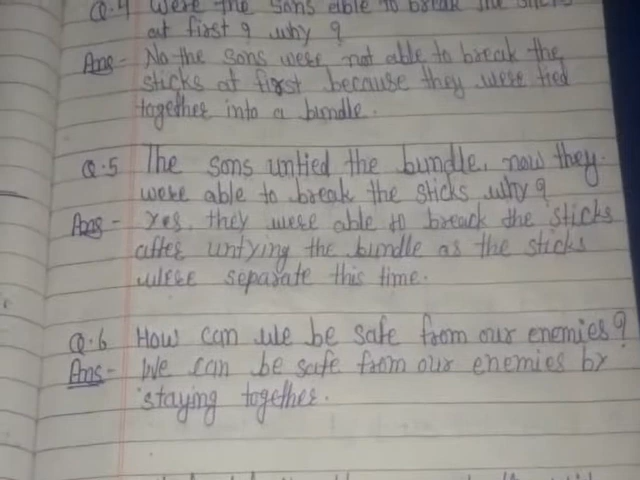 Q.4 Were the sons able to break the sticks
at first ? why ?
Ans - No the sons were not able to break the
sticks at first because they were tied
together into a bundle.
Q.5 The sons untied the bundle, now they.
were able to break the sticks why ?
Ans - Yes, they were able to breack the sticks
after untying the bundle as the sticks
were separate this time.
Q.6 How can we be safe from our enemies ?
Ans - We can be safe from our enemies by
staying together.